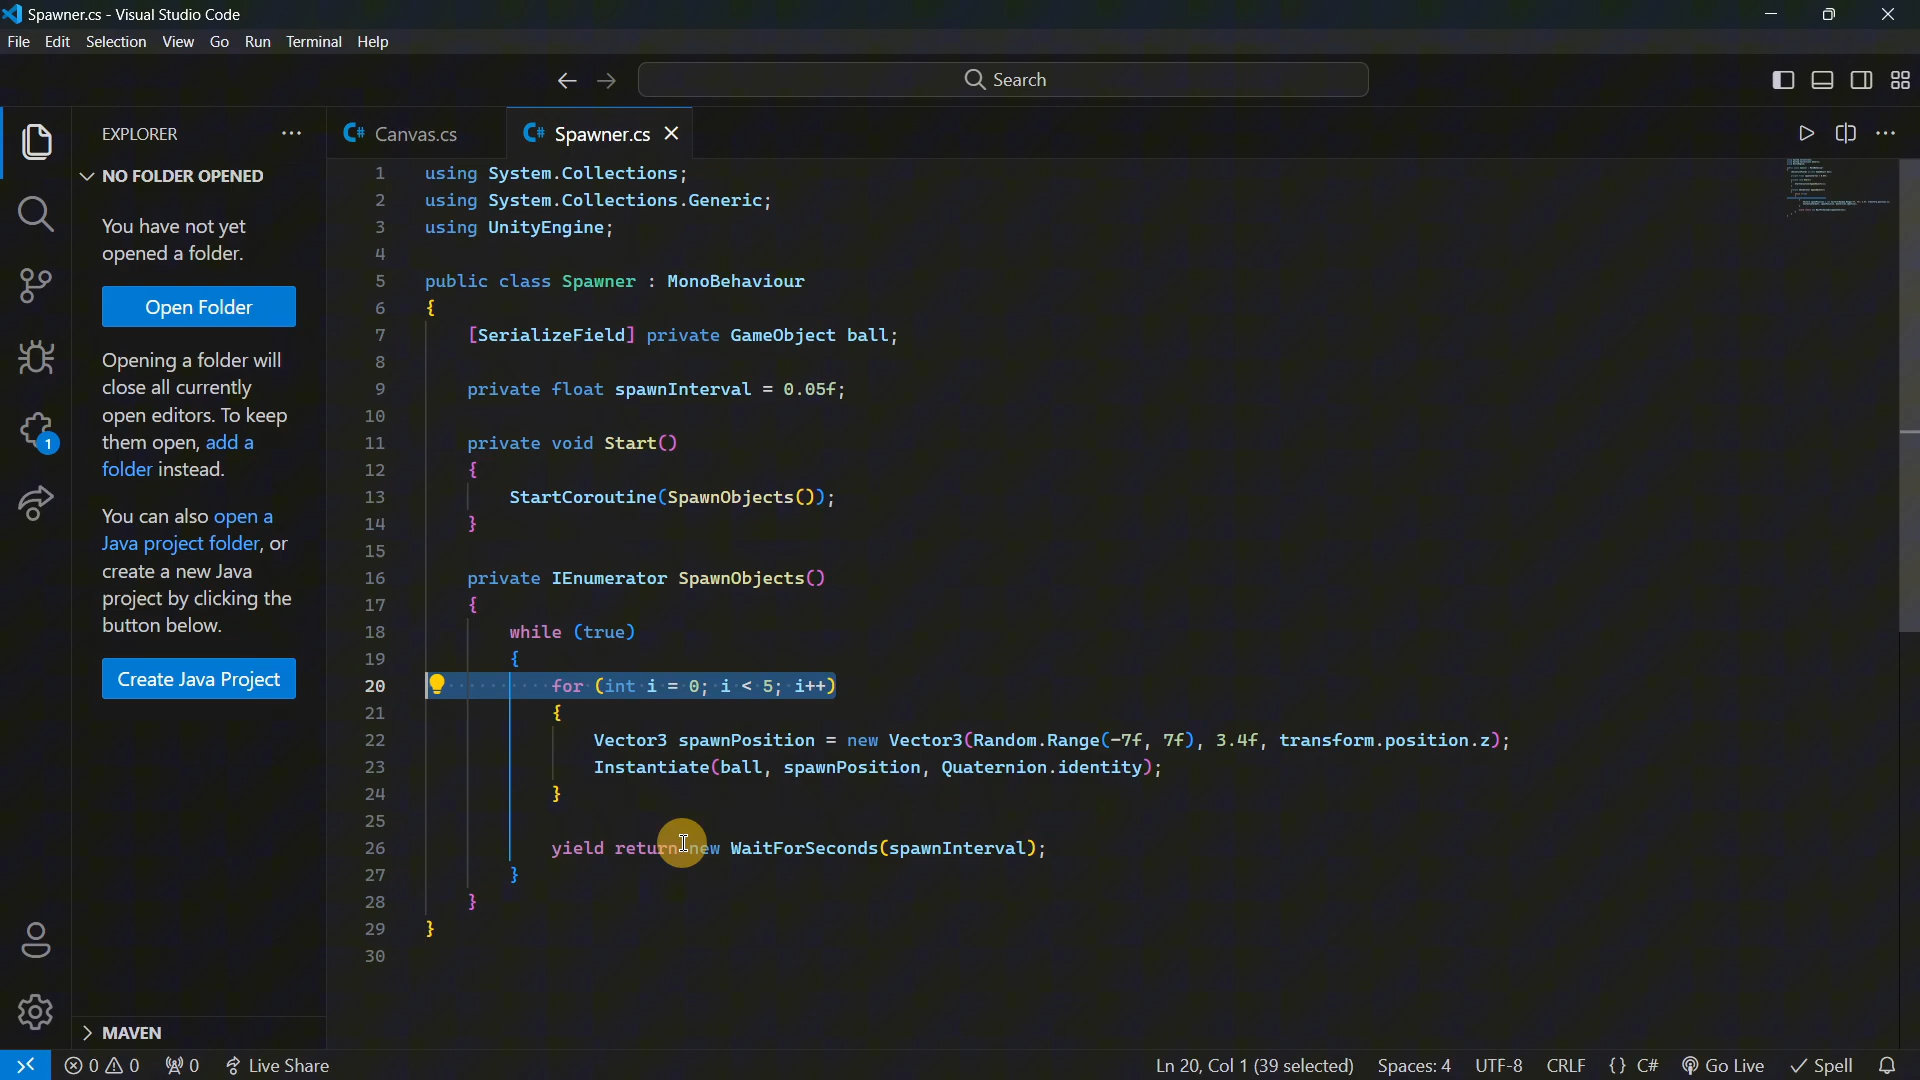 Spawner.cs - Visual Studio Code
File Edit Selection View Go Run Terminal Help
Search
EXPLORER
NO FOLDER OPENED
You have not yet
opened a folder.
Open Folder
Opening a folder will
close all currently
open editors. To keep
them open, add a
folder instead.
You can also open a
Java project folder, or
create a new Java
project by clicking the
button below.
Create Java Project
MAVEN
1
C# Canvas.cs
C# Spawner.cs
1 using System.Collections;
2 using System.Collections.Generic;
3 using UnityEngine;
4
5 public class Spawner : MonoBehaviour
6 {
7 [SerializeField] private GameObject ball;
8
9 private float spawnInterval = 0.05f;
10
11 private void Start()
12 {
13 StartCoroutine(SpawnObjects());
14 }
15
16 private IEnumerator SpawnObjects()
17 {
18 while (true)
19 {
20 for (int i = 0; i < 5; i++)
21 {
22 Vector3 spawnPosition = new Vector3(Random.Range(-7f, 7f), 3.4f, transform.position.z);
23 Instantiate(ball, spawnPosition, Quaternion.identity);
24 }
25
26 yield return new WaitForSeconds(spawnInterval);
27 }
28 }
29 }
30
0 0 0 Live Share Ln 20, Col 1 (39 selected) Spaces: 4 UTF-8 CRLF {} C# Go Live Spell